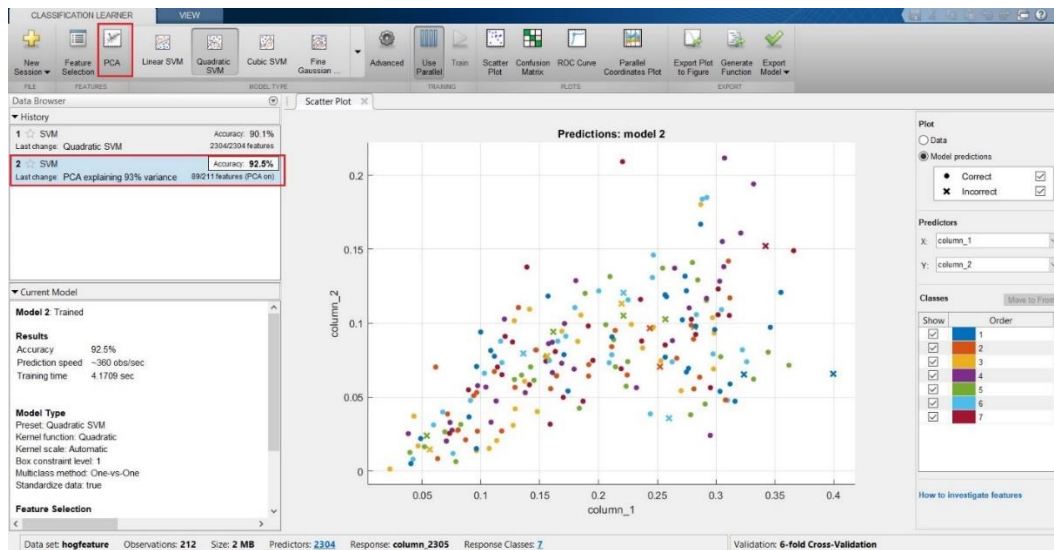 CLASSIFICATION LEARNER
VIEW
New Session
Feature Selection
PCA
Linear SVM
Quadratic SVM
Cubic SVM
Fine Gaussian ...
Advanced
Use Parallel
Train
Scatter Plot
Confusion Matrix
ROC Curve
Parallel Coordinates Plot
Export Plot to Figure
Generate Function
Export Model
FILE
FEATURES
MODEL TYPE
TRAINING
PLOTS
EXPORT
Data Browser
Scatter Plot
History
1 SVM Accuracy: 90.1%
Last change: Quadratic SVM 2304/2304 features
2 SVM Accuracy: 92.5%
Last change: PCA explaining 93% variance 89/211 features (PCA on)
Current Model
Model 2: Trained
Results
Accuracy 92.5%
Prediction speed ~360 obs/sec
Training time 4.1709 sec
Model Type
Preset: Quadratic SVM
Kernel function: Quadratic
Kernel scale: Automatic
Box constraint level: 1
Multiclass method: One-vs-One
Standardize data: true
Feature Selection
Predictions: model 2
0.2
0.15
0.1
0.05
0
column_2
0.05 0.1 0.15 0.2 0.25 0.3 0.35 0.4
column_1
Plot
Data
Model predictions
Correct
Incorrect
Predictors
X: column_1
Y: column_2
Classes
Move to Front
Show Order
1
2
3
4
5
6
7
How to investigate features
Data set: hogfeature Observations: 212 Size: 2 MB Predictors: 2304 Response: column_2305 Response Classes: 7 Validation: 6-fold Cross-Validation